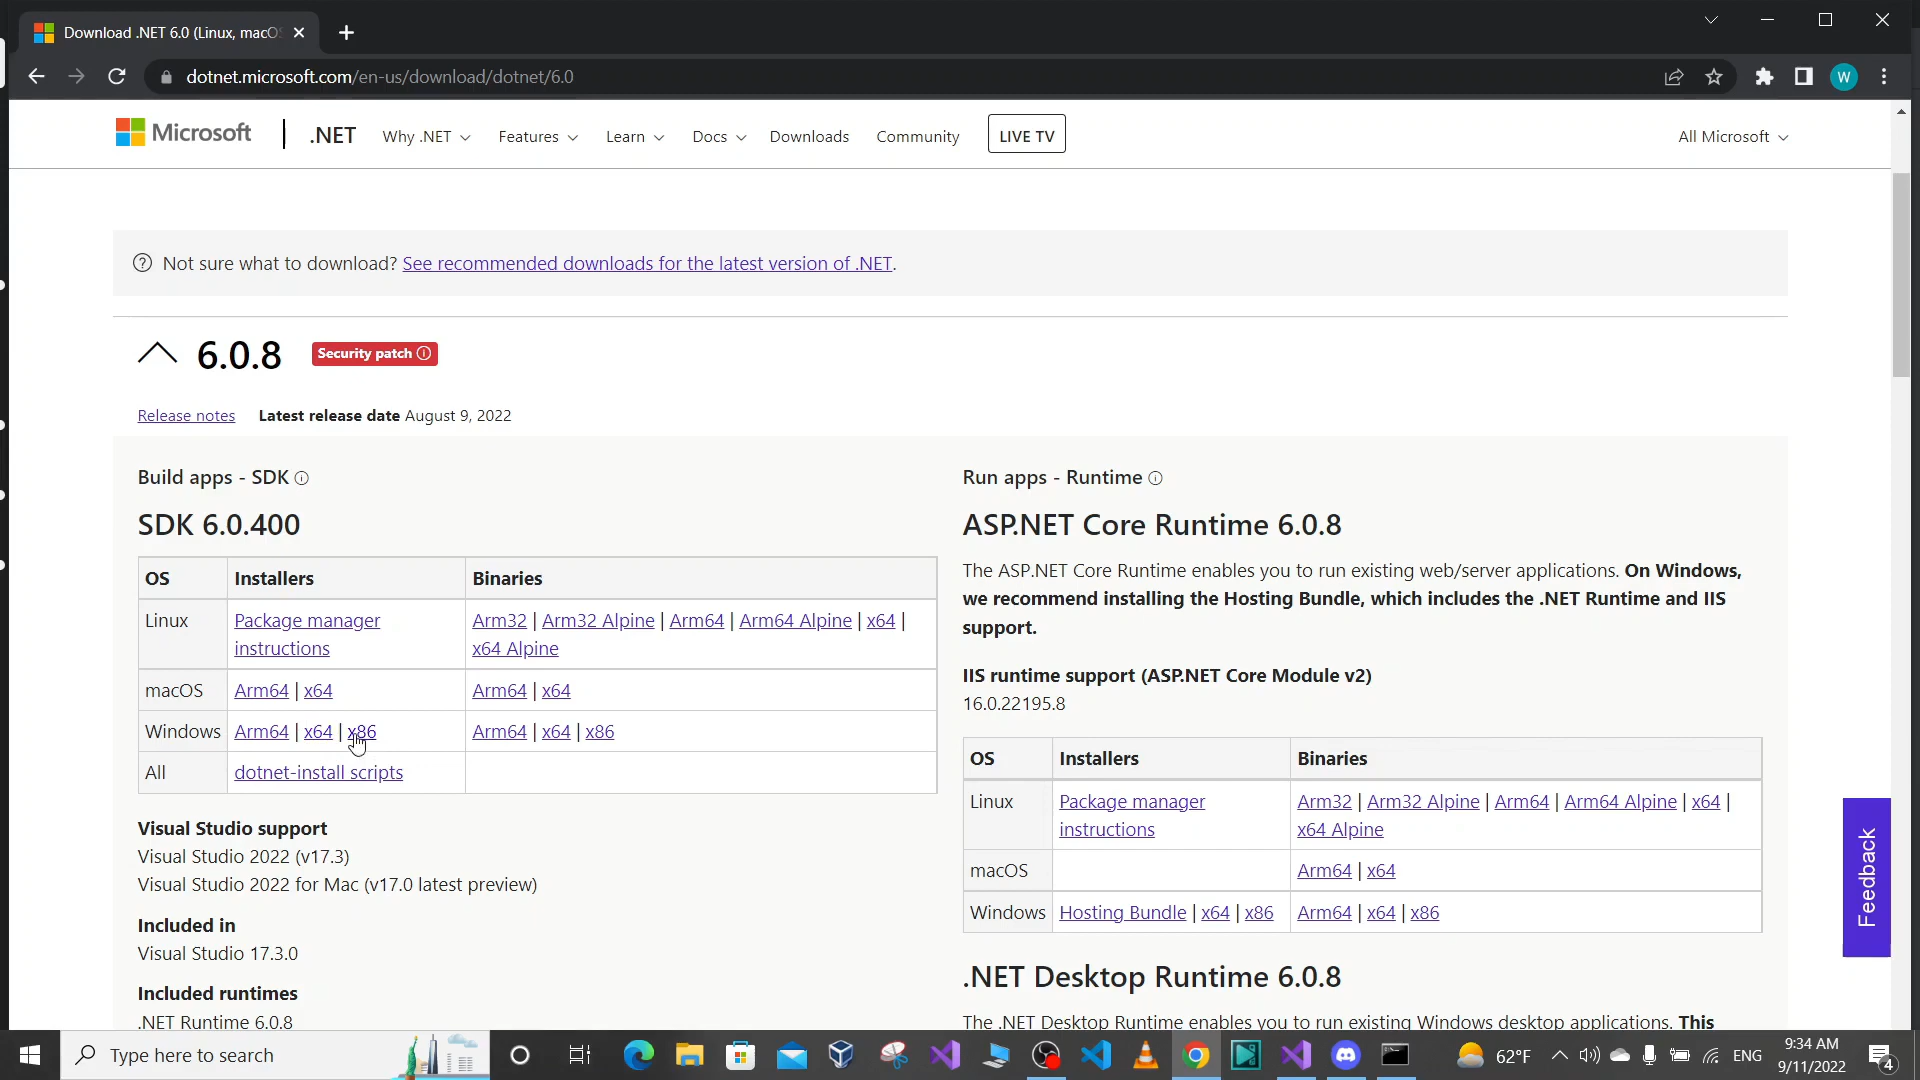 Download .NET 6.0 (Linux, macO
dotnet.microsoft.com/en-us/download/dotnet/6.0
W
Microsoft
.NET
Why .NET
Features
Learn
Docs
Downloads
Community
LIVE TV
All Microsoft
Not sure what to download? See recommended downloads for the latest version of .NET.
6.0.8
Security patch
Release notes
Latest release date August 9, 2022
Build apps - SDK
SDK 6.0.400
OS Installers Binaries
Linux Package manager instructions Arm32 | Arm32 Alpine | Arm64 | Arm64 Alpine | x64 | x64 Alpine
macOS Arm64 | x64 Arm64 | x64
Windows Arm64 | x64 | x86 Arm64 | x64 | x86
All dotnet-install scripts
Visual Studio support
Visual Studio 2022 (v17.3)
Visual Studio 2022 for Mac (v17.0 latest preview)
Included in
Visual Studio 17.3.0
Included runtimes
.NET Runtime 6.0.8
Run apps - Runtime
ASP.NET Core Runtime 6.0.8
The ASP.NET Core Runtime enables you to run existing web/server applications. On Windows,
we recommend installing the Hosting Bundle, which includes the .NET Runtime and IIS
support.
IIS runtime support (ASP.NET Core Module v2)
16.0.22195.8
OS Installers Binaries
Linux Package manager instructions Arm32 | Arm32 Alpine | Arm64 | Arm64 Alpine | x64 | x64 Alpine
macOS Arm64 | x64
Windows Hosting Bundle | x64 | x86 Arm64 | x64 | x86
.NET Desktop Runtime 6.0.8
The .NET Desktop Runtime enables you to run existing Windows desktop applications. This
Feedback
Type here to search
62°F
ENG
9:34 AM
9/11/2022
4